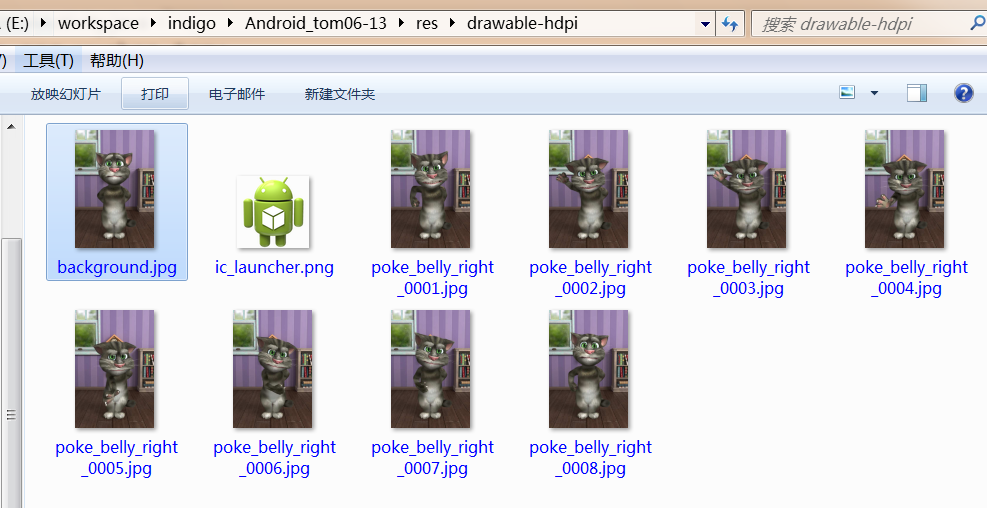 (E:) workspace indigo Android_tom06-13 res drawable-hdpi
搜索 drawable-hdpi
工具(T) 帮助(H)
放映幻灯片 打印 电子邮件 新建文件夹
background.jpg
ic_launcher.png
poke_belly_right
_0001.jpg
poke_belly_right
_0002.jpg
poke_belly_right
_0003.jpg
poke_belly_right
_0004.jpg
poke_belly_right
_0005.jpg
poke_belly_right
_0006.jpg
poke_belly_right
_0007.jpg
poke_belly_right
_0008.jpg